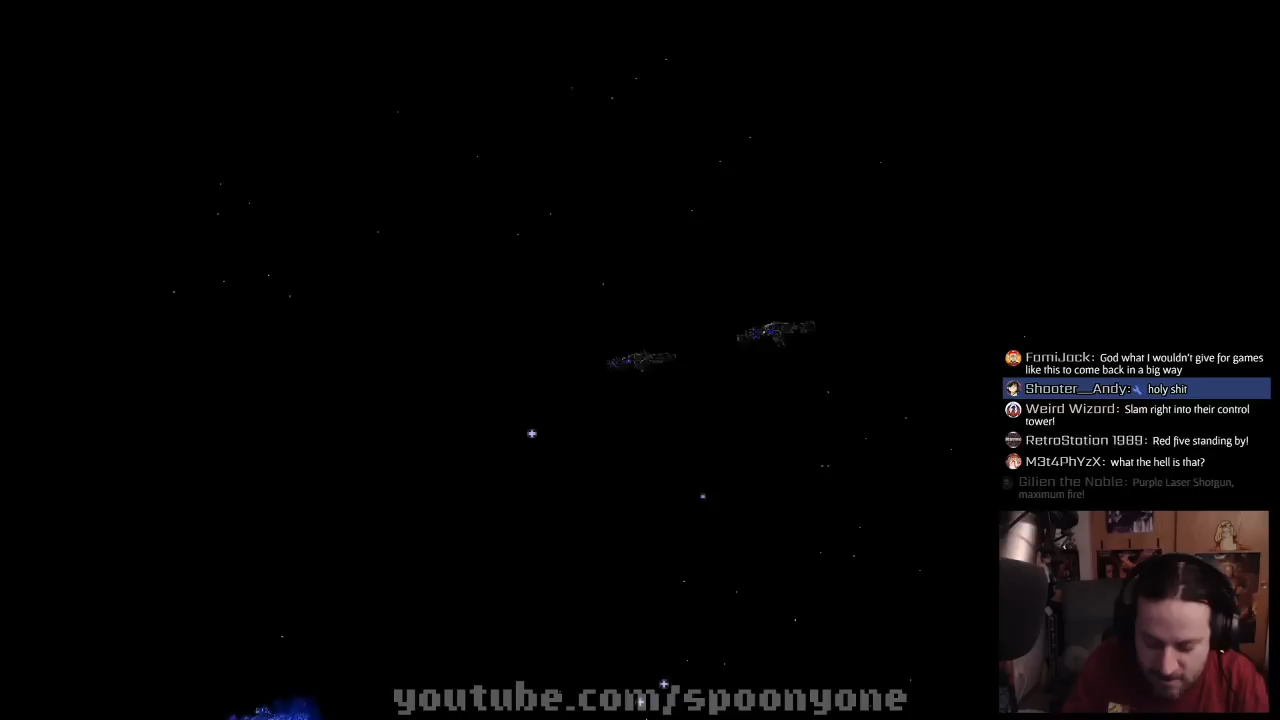 FamiJock: God what I wouldn't give for games
like this to come back in a big way
Shooter__Andy: holy shit
Weird Wizard: Slam right into their control
tower!
RetroStation 1989: Red five standing by!
M3t4PhYzX: what the hell is that?
Gilien the Noble: Purple Laser Shotgun,
maximum fire!
youtube.com/spoonyone